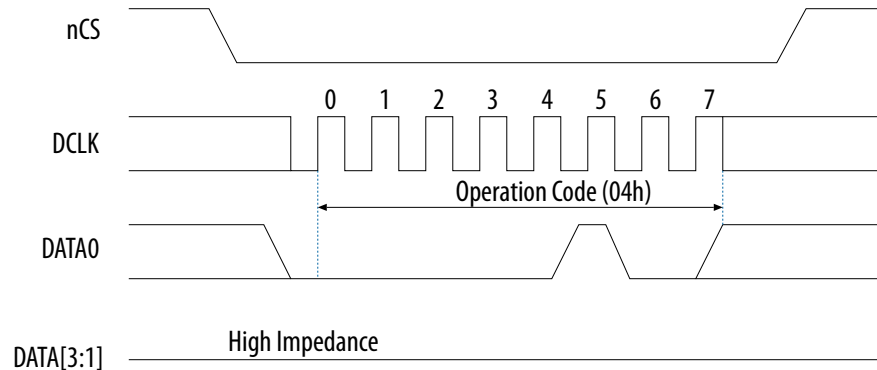 nCS
0 1 2 3 4 5 6 7
DCLK
Operation Code (04h)
DATA0
High Impedance
DATA[3:1]